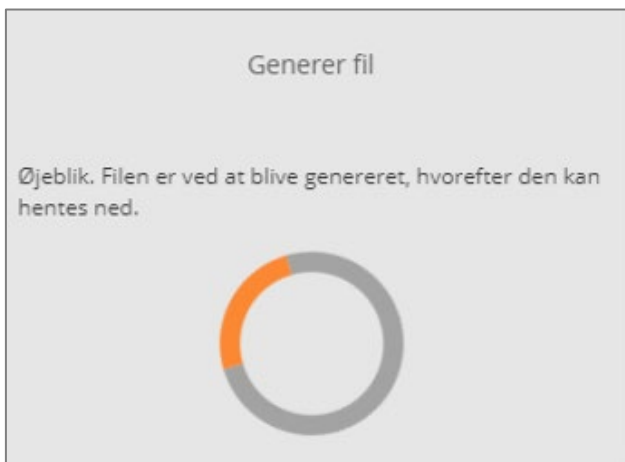 Generer fil
Øjeblik. Filen er ved at blive genereret, hvorefter den kan
hentes ned.